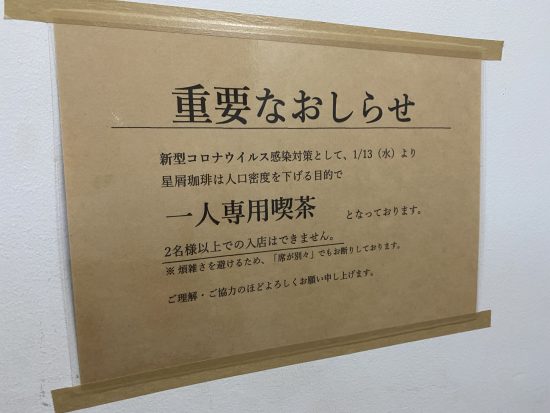 重要なおしらせ
新型コロナウイルス感染対策として、1/13（水）より
星屑珈琲は人口密度を下げる目的で
一人専用喫茶 となっております。
2名様以上での入店はできません。
※ 煩雑さを避けるため、「席が別々」でもお断りしております。
ご理解・ご協力のほどよろしくお願い申し上げます。